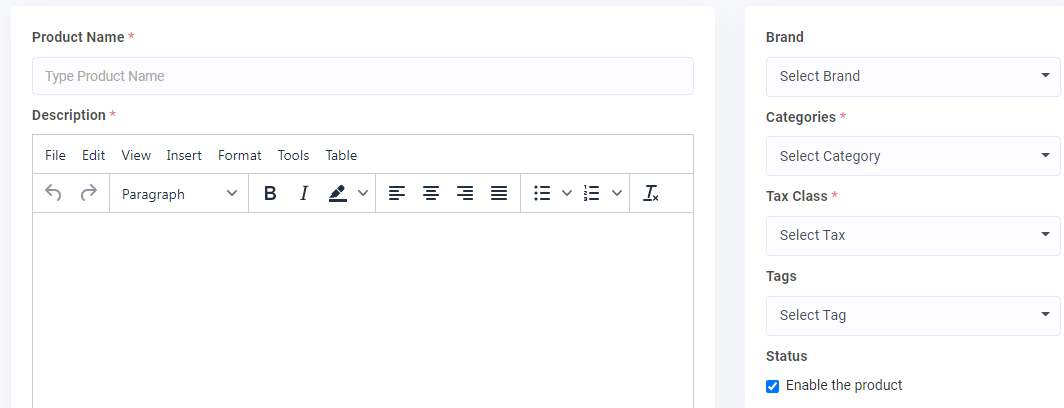 Product Name *
Type Product Name
Description *
File Edit View Insert Format Tools Table
Paragraph
Brand
Select Brand
Categories *
Select Category
Tax Class *
Select Tax
Tags
Select Tag
Status
Enable the product